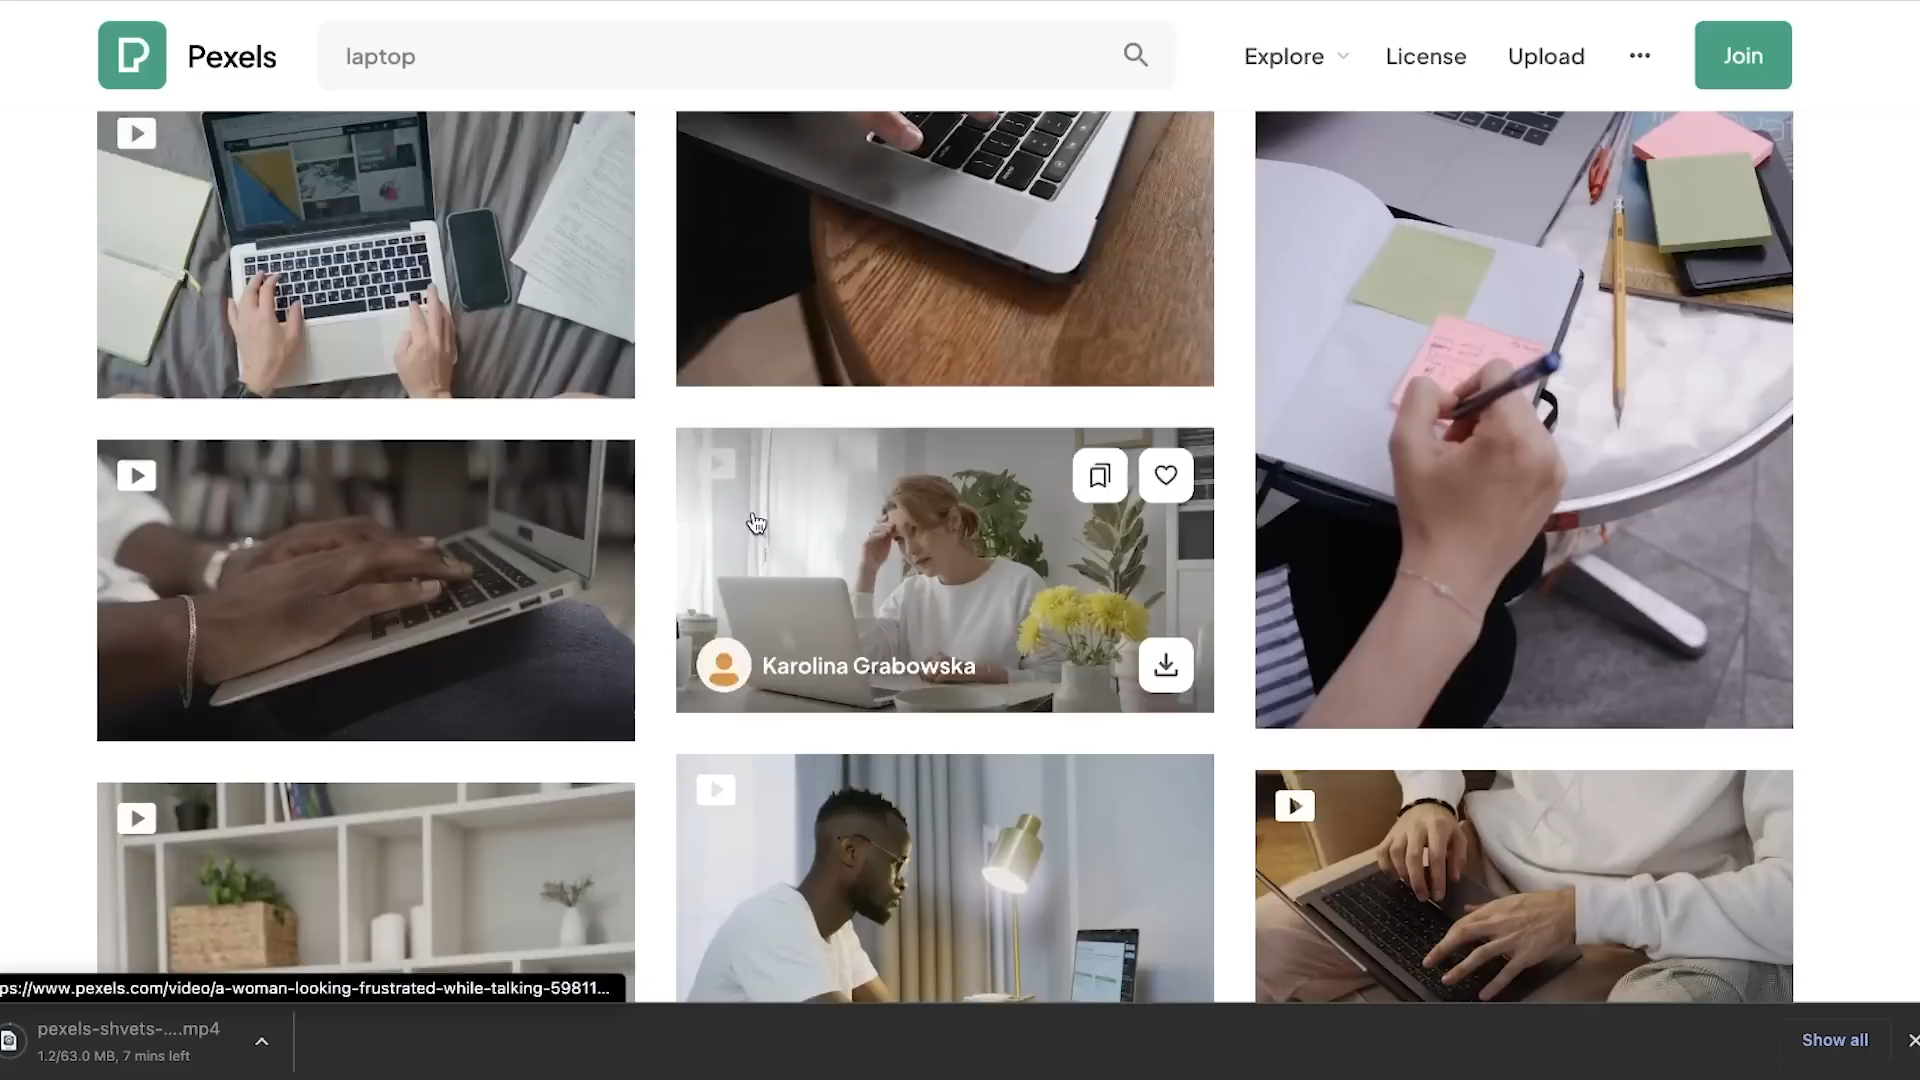 Pexels
laptop
Explore
License
Upload
Join
Karolina Grabowska
ps://www.pexels.com/video/a-woman-looking-frustrated-while-talking-59811...
pexels-shvets-....mp4
1.2/63.0 MB, 7 mins left
Show all